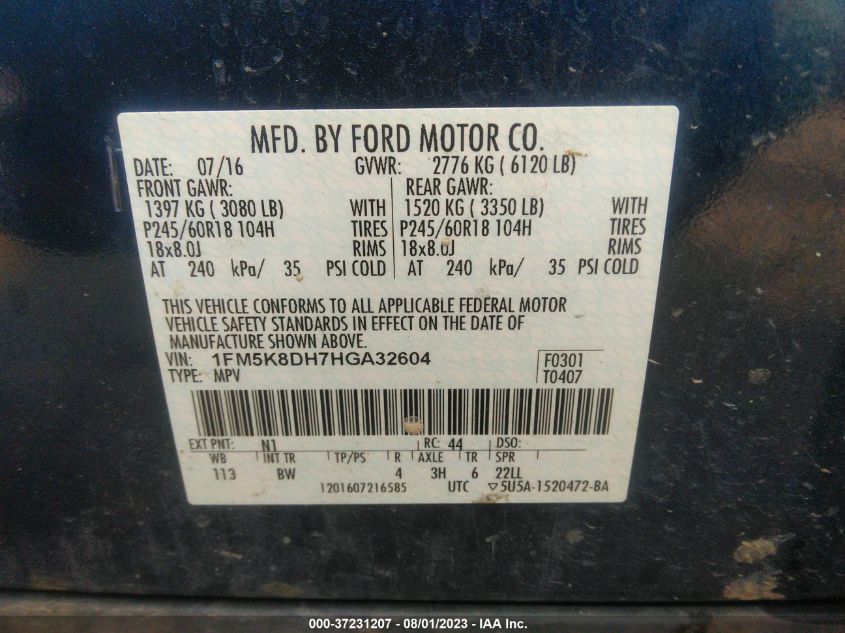 MFD. BY FORD MOTOR CO.
DATE: 07/16 GVWR: 2776 KG ( 6120 LB)
FRONT GAWR: REAR GAWR:
1397 KG ( 3080 LB) WITH 1520 KG ( 3350 LB) WITH
P245/60R18 104H TIRES P245/60R18 104H TIRES
18x8.0J RIMS 18x8.0J RIMS
AT 240 kPa/ 35 PSI COLD AT 240 kPa/ 35 PSI COLD
THIS VEHICLE CONFORMS TO ALL APPLICABLE FEDERAL MOTOR
VEHICLE SAFETY STANDARDS IN EFFECT ON THE DATE OF
MANUFACTURE SHOWN ABOVE.
VIN: 1FM5K8DH7HGA32604 F0301
TYPE: MPV T0407
EXT PNT: N1 RC: 44 DSO:
WB INT TR TP/PS R AXLE TR SPR
113 BW 4 3H 6 22LL
1201607216585 UTC ▽5U5A-1520472-BA
000-37231207 - 08/01/2023 - IAA Inc.